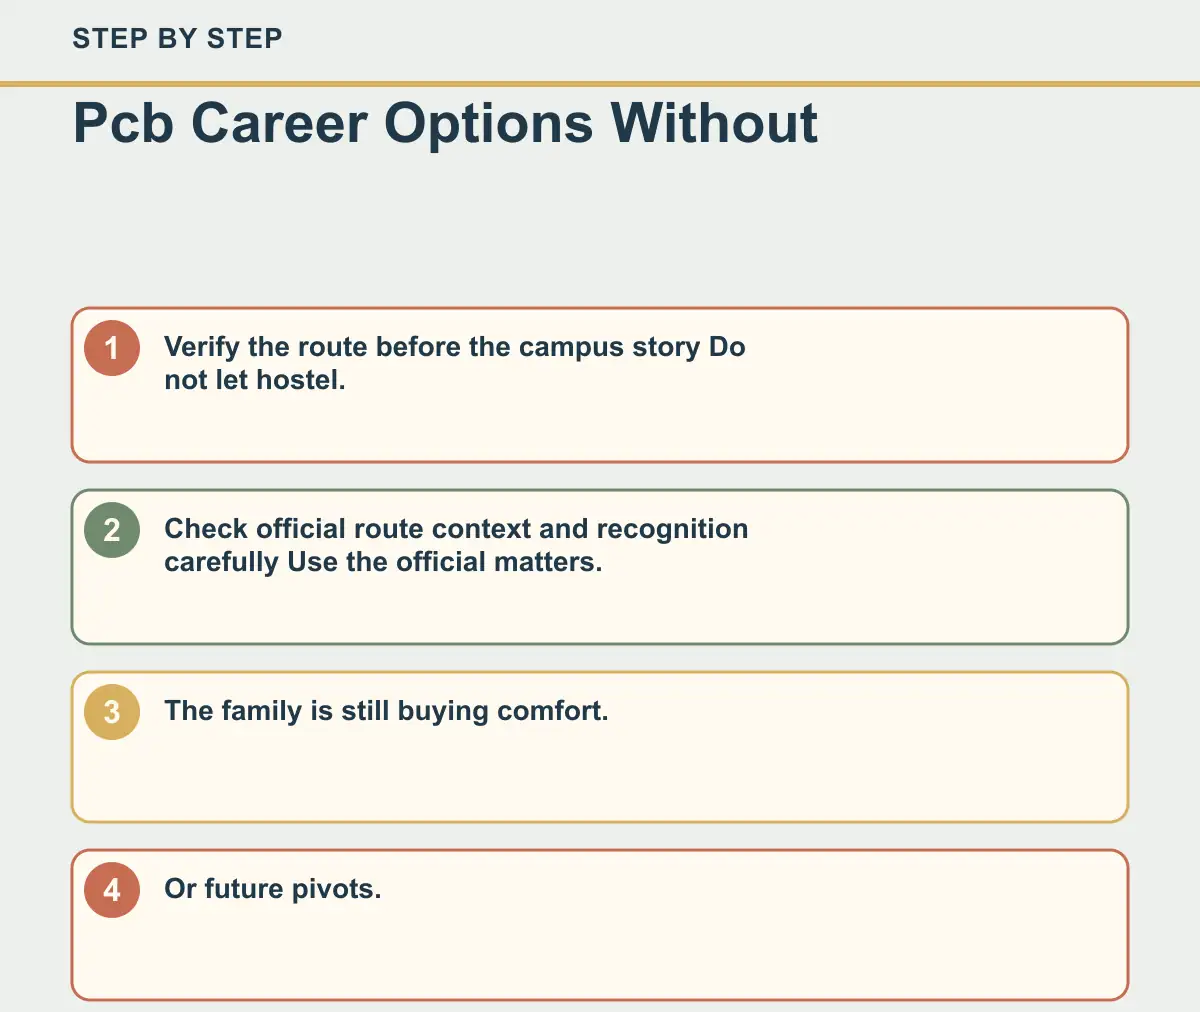 STEP BY STEP
Pcb Career Options Without
1
Verify the route before the campus story Do
not let hostel.
2
Check official route context and recognition
carefully Use the official matters.
3
The family is still buying comfort.
4
Or future pivots.